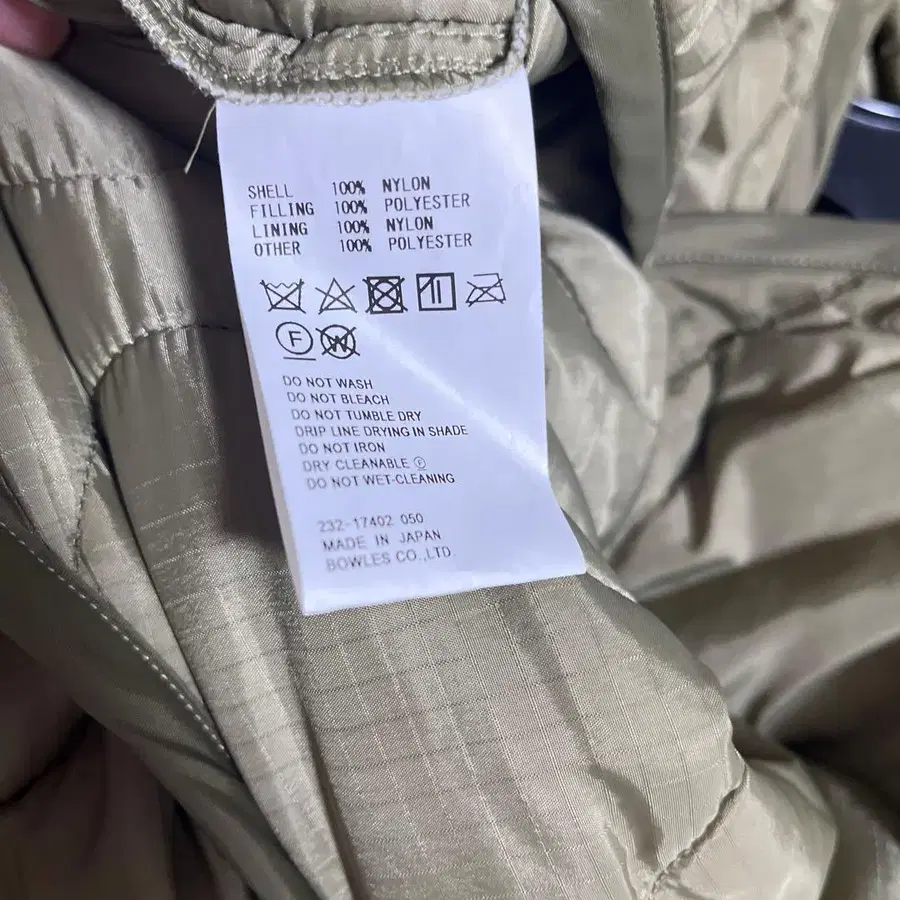 SHELL 100% NYLON
FILLING 100% POLYESTER
LINING 100% NYLON
OTHER 100% POLYESTER
F W
DO NOT WASH
DO NOT BLEACH
DO NOT TUMBLE DRY
DRIP LINE DRYING IN SHADE
DO NOT IRON
DRY CLEANABLE Ⓕ
DO NOT WET-CLEANING
232-17402 050
MADE IN JAPAN
BOWLES CO.,LTD.